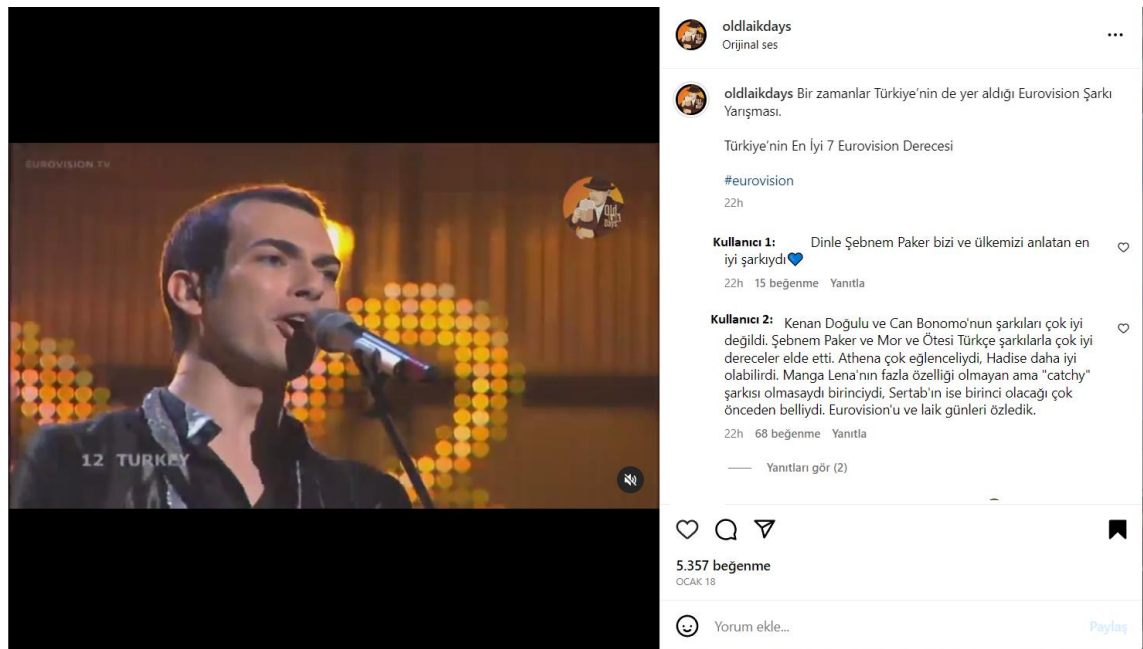 oldlaikdays
Orijinal ses
oldlaikdays Bir zamanlar Türkiye'nin de yer aldığı Eurovision Şarkı
Yarışması.
Türkiye'nin En İyi 7 Eurovision Derecesi
#eurovision
22h
Kullanıcı 1: Dinle Şebnem Paker bizi ve ülkemizi anlatan en
iyi şarkıydı💙
22h 15 beğenme Yanıtla
Kullanıcı 2: Kenan Doğulu ve Can Bonomo'nun şarkıları çok iyi
değildi. Şebnem Paker ve Mor ve Ötesi Türkçe şarkılarla çok iyi
dereceler elde etti. Athena çok eğlenceliydi, Hadise daha iyi
olabilirdi. Manga Lena'nın fazla özelliği olmayan ama "catchy"
şarkısı olmasaydı birinciydi, Sertab'ın ise birinci olacağı çok
önceden belliydi. Eurovision'u ve laik günleri özledik.
22h 68 beğenme Yanıtla
Yanıtları gör (2)
5.357 beğenme
OCAK 18
Yorum ekle...
Paylaş
EUROVISION.TV
Old
Days
12 TURKEY